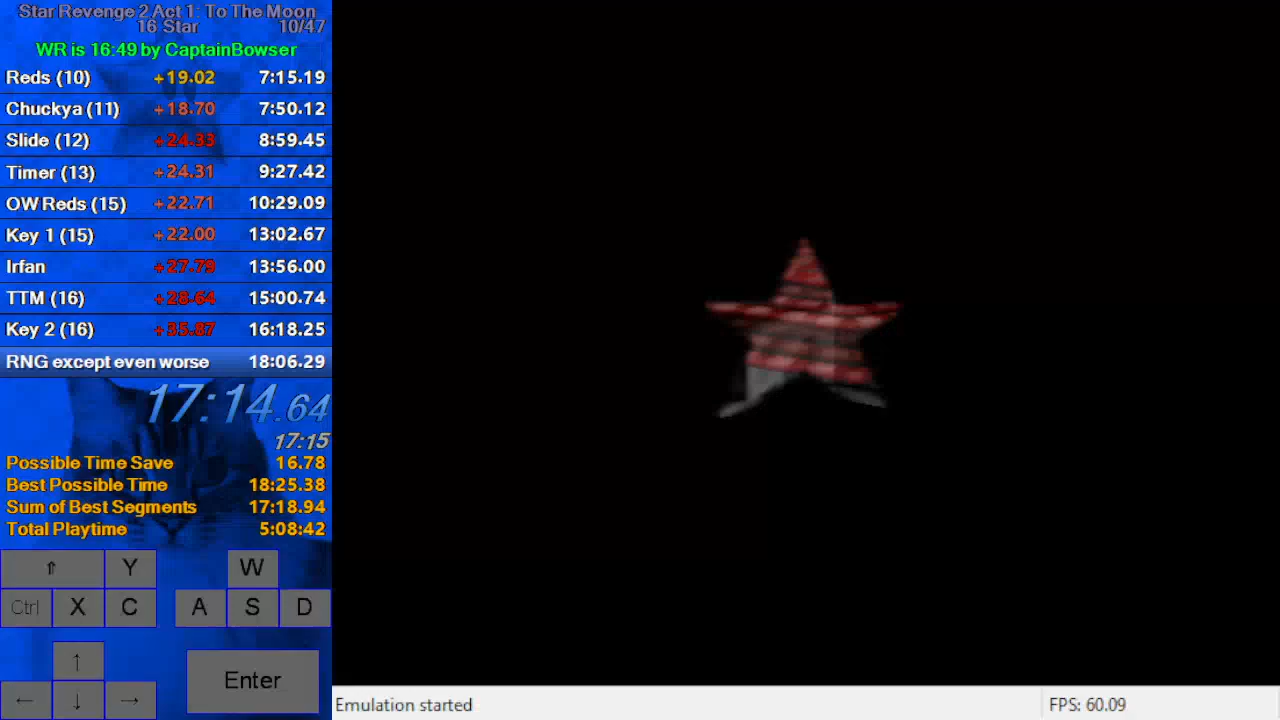 Star Revenge 2 Act 1: To The Moon
16 Star 10/47
WR is 16:49 by CaptainBowser
Reds (10) +19.02 7:15.19
Chuckya (11) +18.70 7:50.12
Slide (12) +24.33 8:59.45
Timer (13) +24.31 9:27.42
OW Reds (15) +22.71 10:29.09
Key 1 (15) +22.00 13:02.67
Irfan +27.79 13:56.00
TTM (16) +28.64 15:00.74
Key 2 (16) +35.87 16:18.25
RNG except even worse 18:06.29
17:14.64
17:15
Possible Time Save 16.78
Best Possible Time 18:25.38
Sum of Best Segments 17:18.94
Total Playtime 5:08:42
⇑ Y W
Ctrl X C A S D
↑
← ↓ → Enter
Emulation started FPS: 60.09